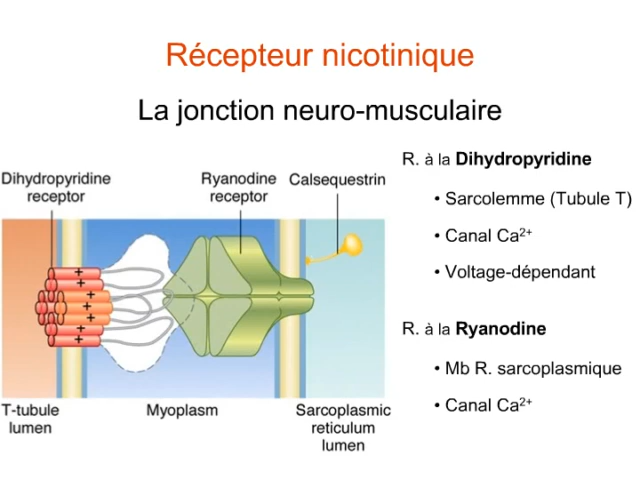 Récepteur nicotinique
La jonction neuro-musculaire
R. à la Dihydropyridine
• Sarcolemme (Tubule T)
• Canal Ca²⁺
• Voltage-dépendant
R. à la Ryanodine
• Mb R. sarcoplasmique
• Canal Ca²⁺
Dihydropyridine
receptor
Ryanodine
receptor
Calsequestrin
+
+
+
+
+
+
+
T-tubule
lumen
Myoplasm
Sarcoplasmic
reticulum
lumen